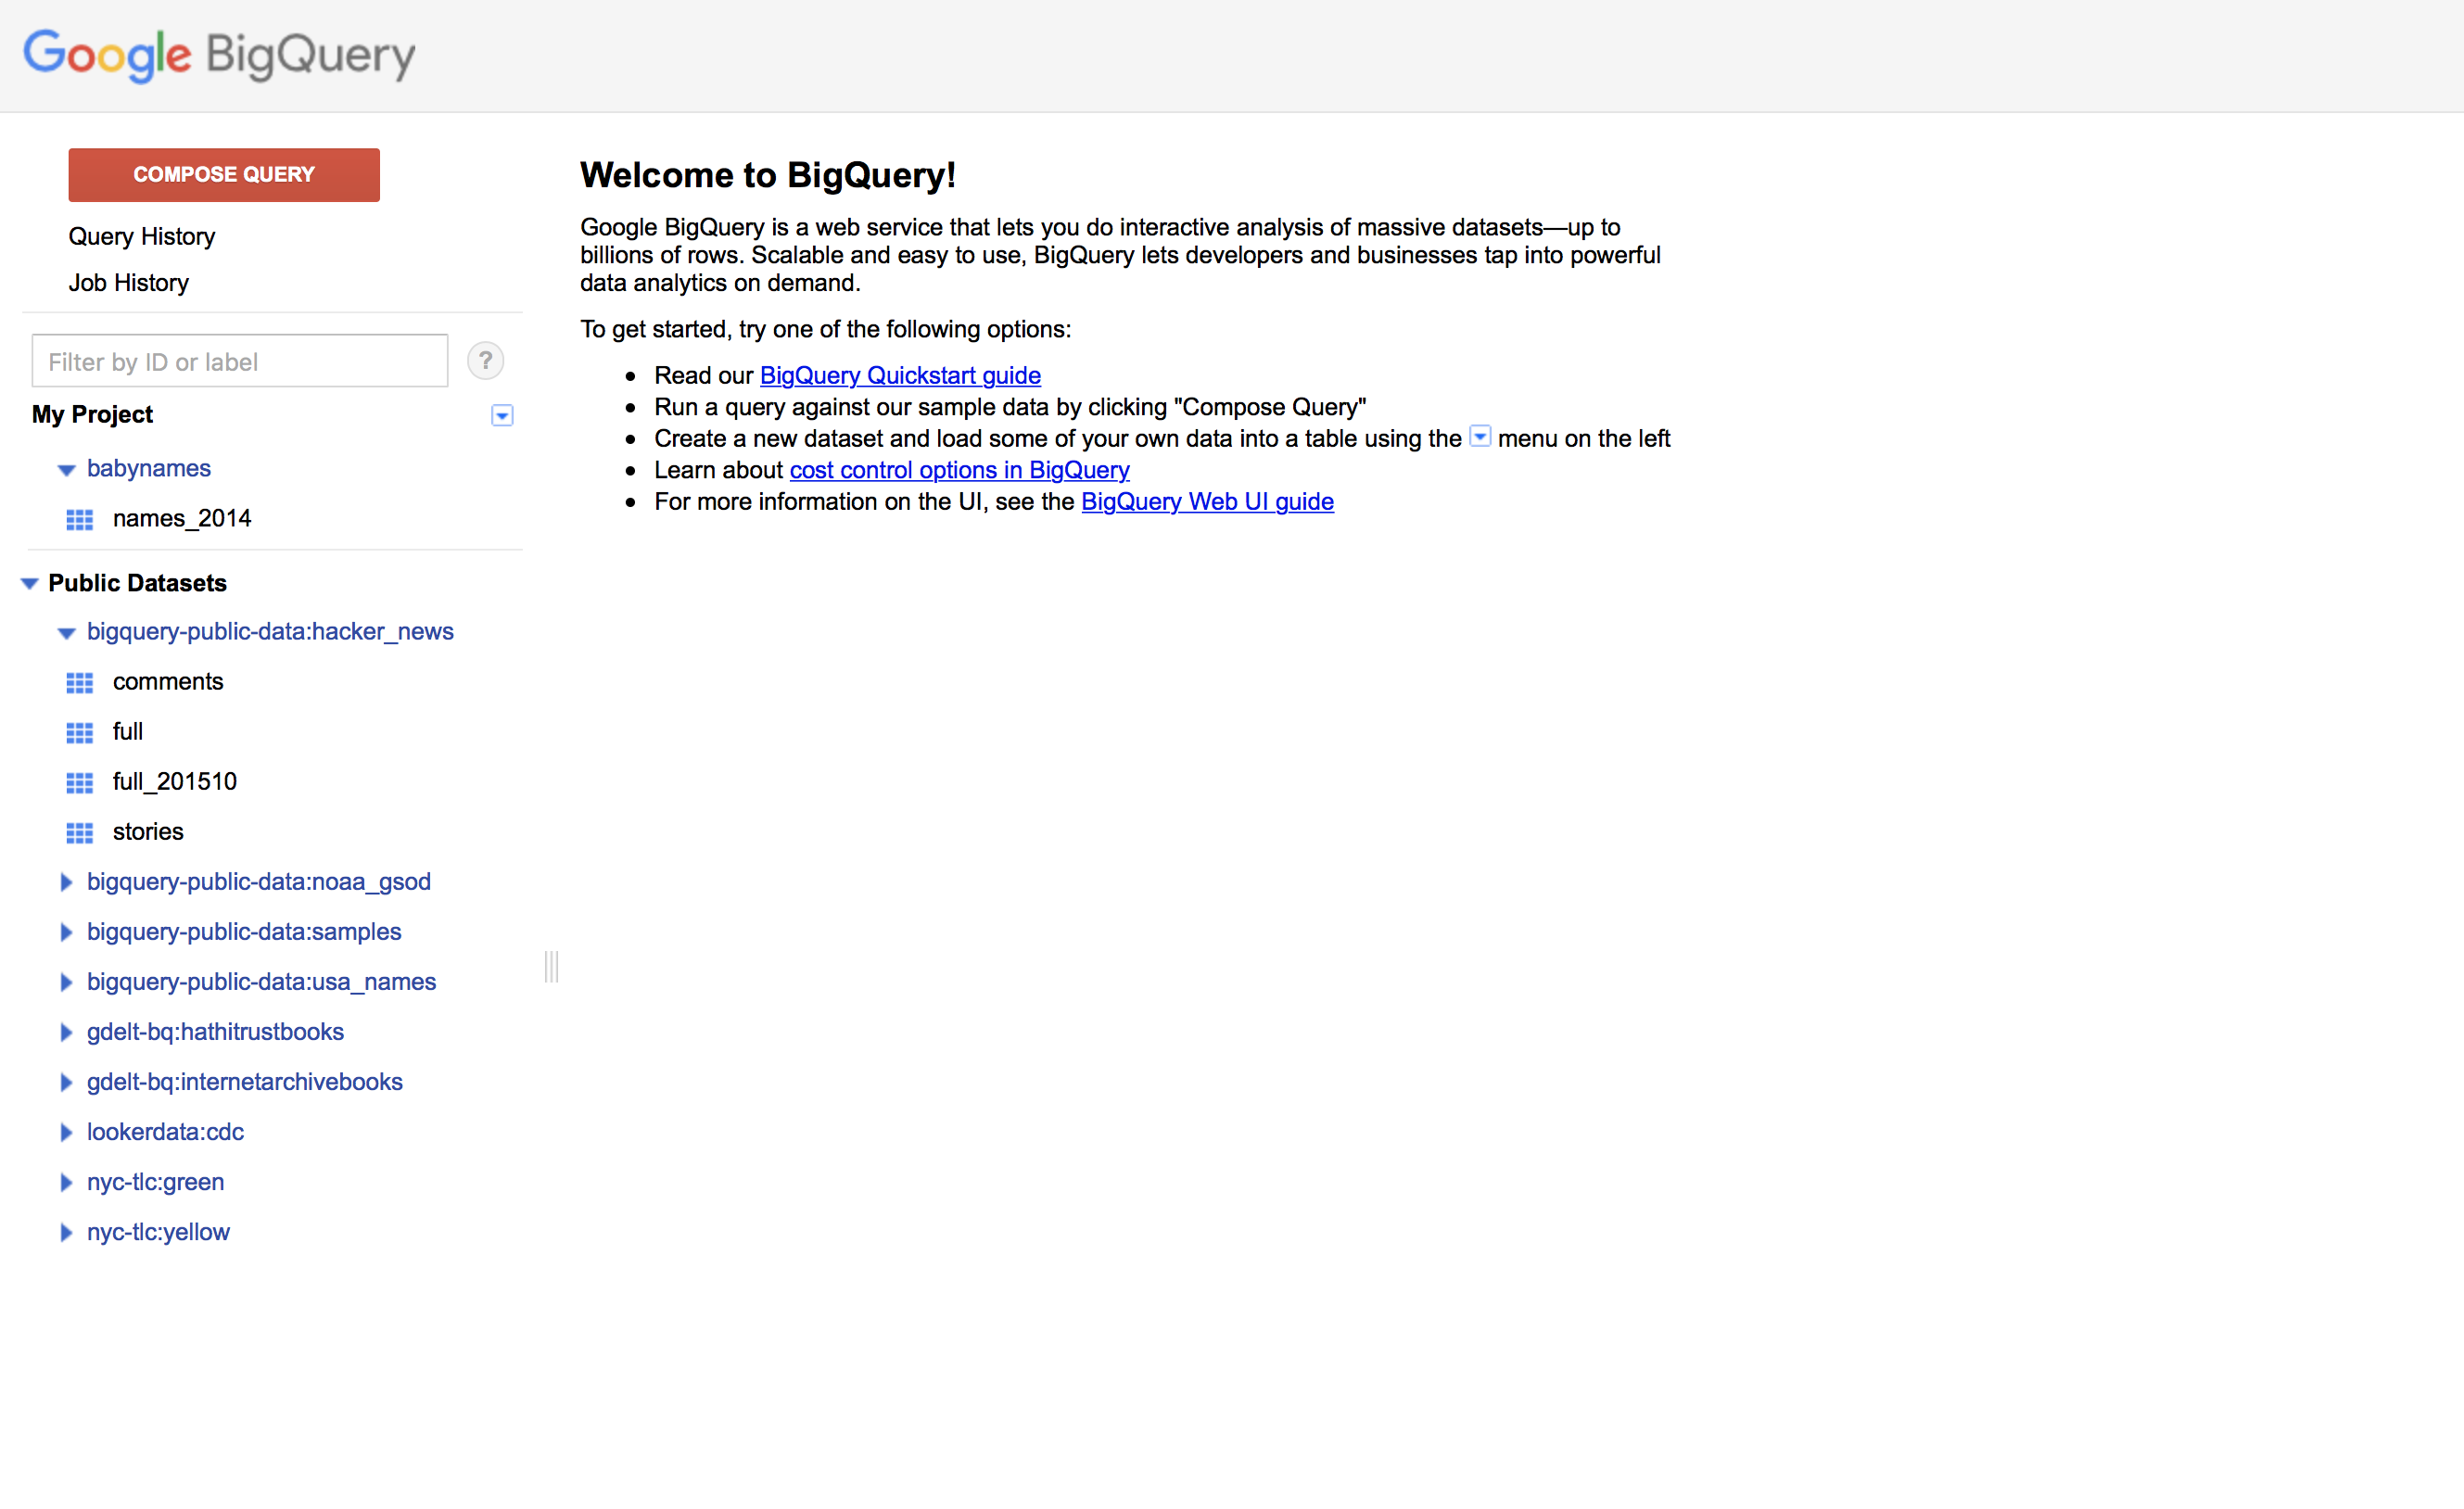 Google BigQuery
COMPOSE QUERY
Query History
Job History
Filter by ID or label
?
My Project
babynames
names_2014
Public Datasets
bigquery-public-data:hacker_news
comments
full
full_201510
stories
bigquery-public-data:noaa_gsod
bigquery-public-data:samples
bigquery-public-data:usa_names
gdelt-bq:hathitrustbooks
gdelt-bq:internetarchivebooks
lookerdata:cdc
nyc-tlc:green
nyc-tlc:yellow
Welcome to BigQuery!
Google BigQuery is a web service that lets you do interactive analysis of massive datasets—up to
billions of rows. Scalable and easy to use, BigQuery lets developers and businesses tap into powerful
data analytics on demand.
To get started, try one of the following options:
• Read our BigQuery Quickstart guide
• Run a query against our sample data by clicking "Compose Query"
• Create a new dataset and load some of your own data into a table using the menu on the left
• Learn about cost control options in BigQuery
• For more information on the UI, see the BigQuery Web UI guide